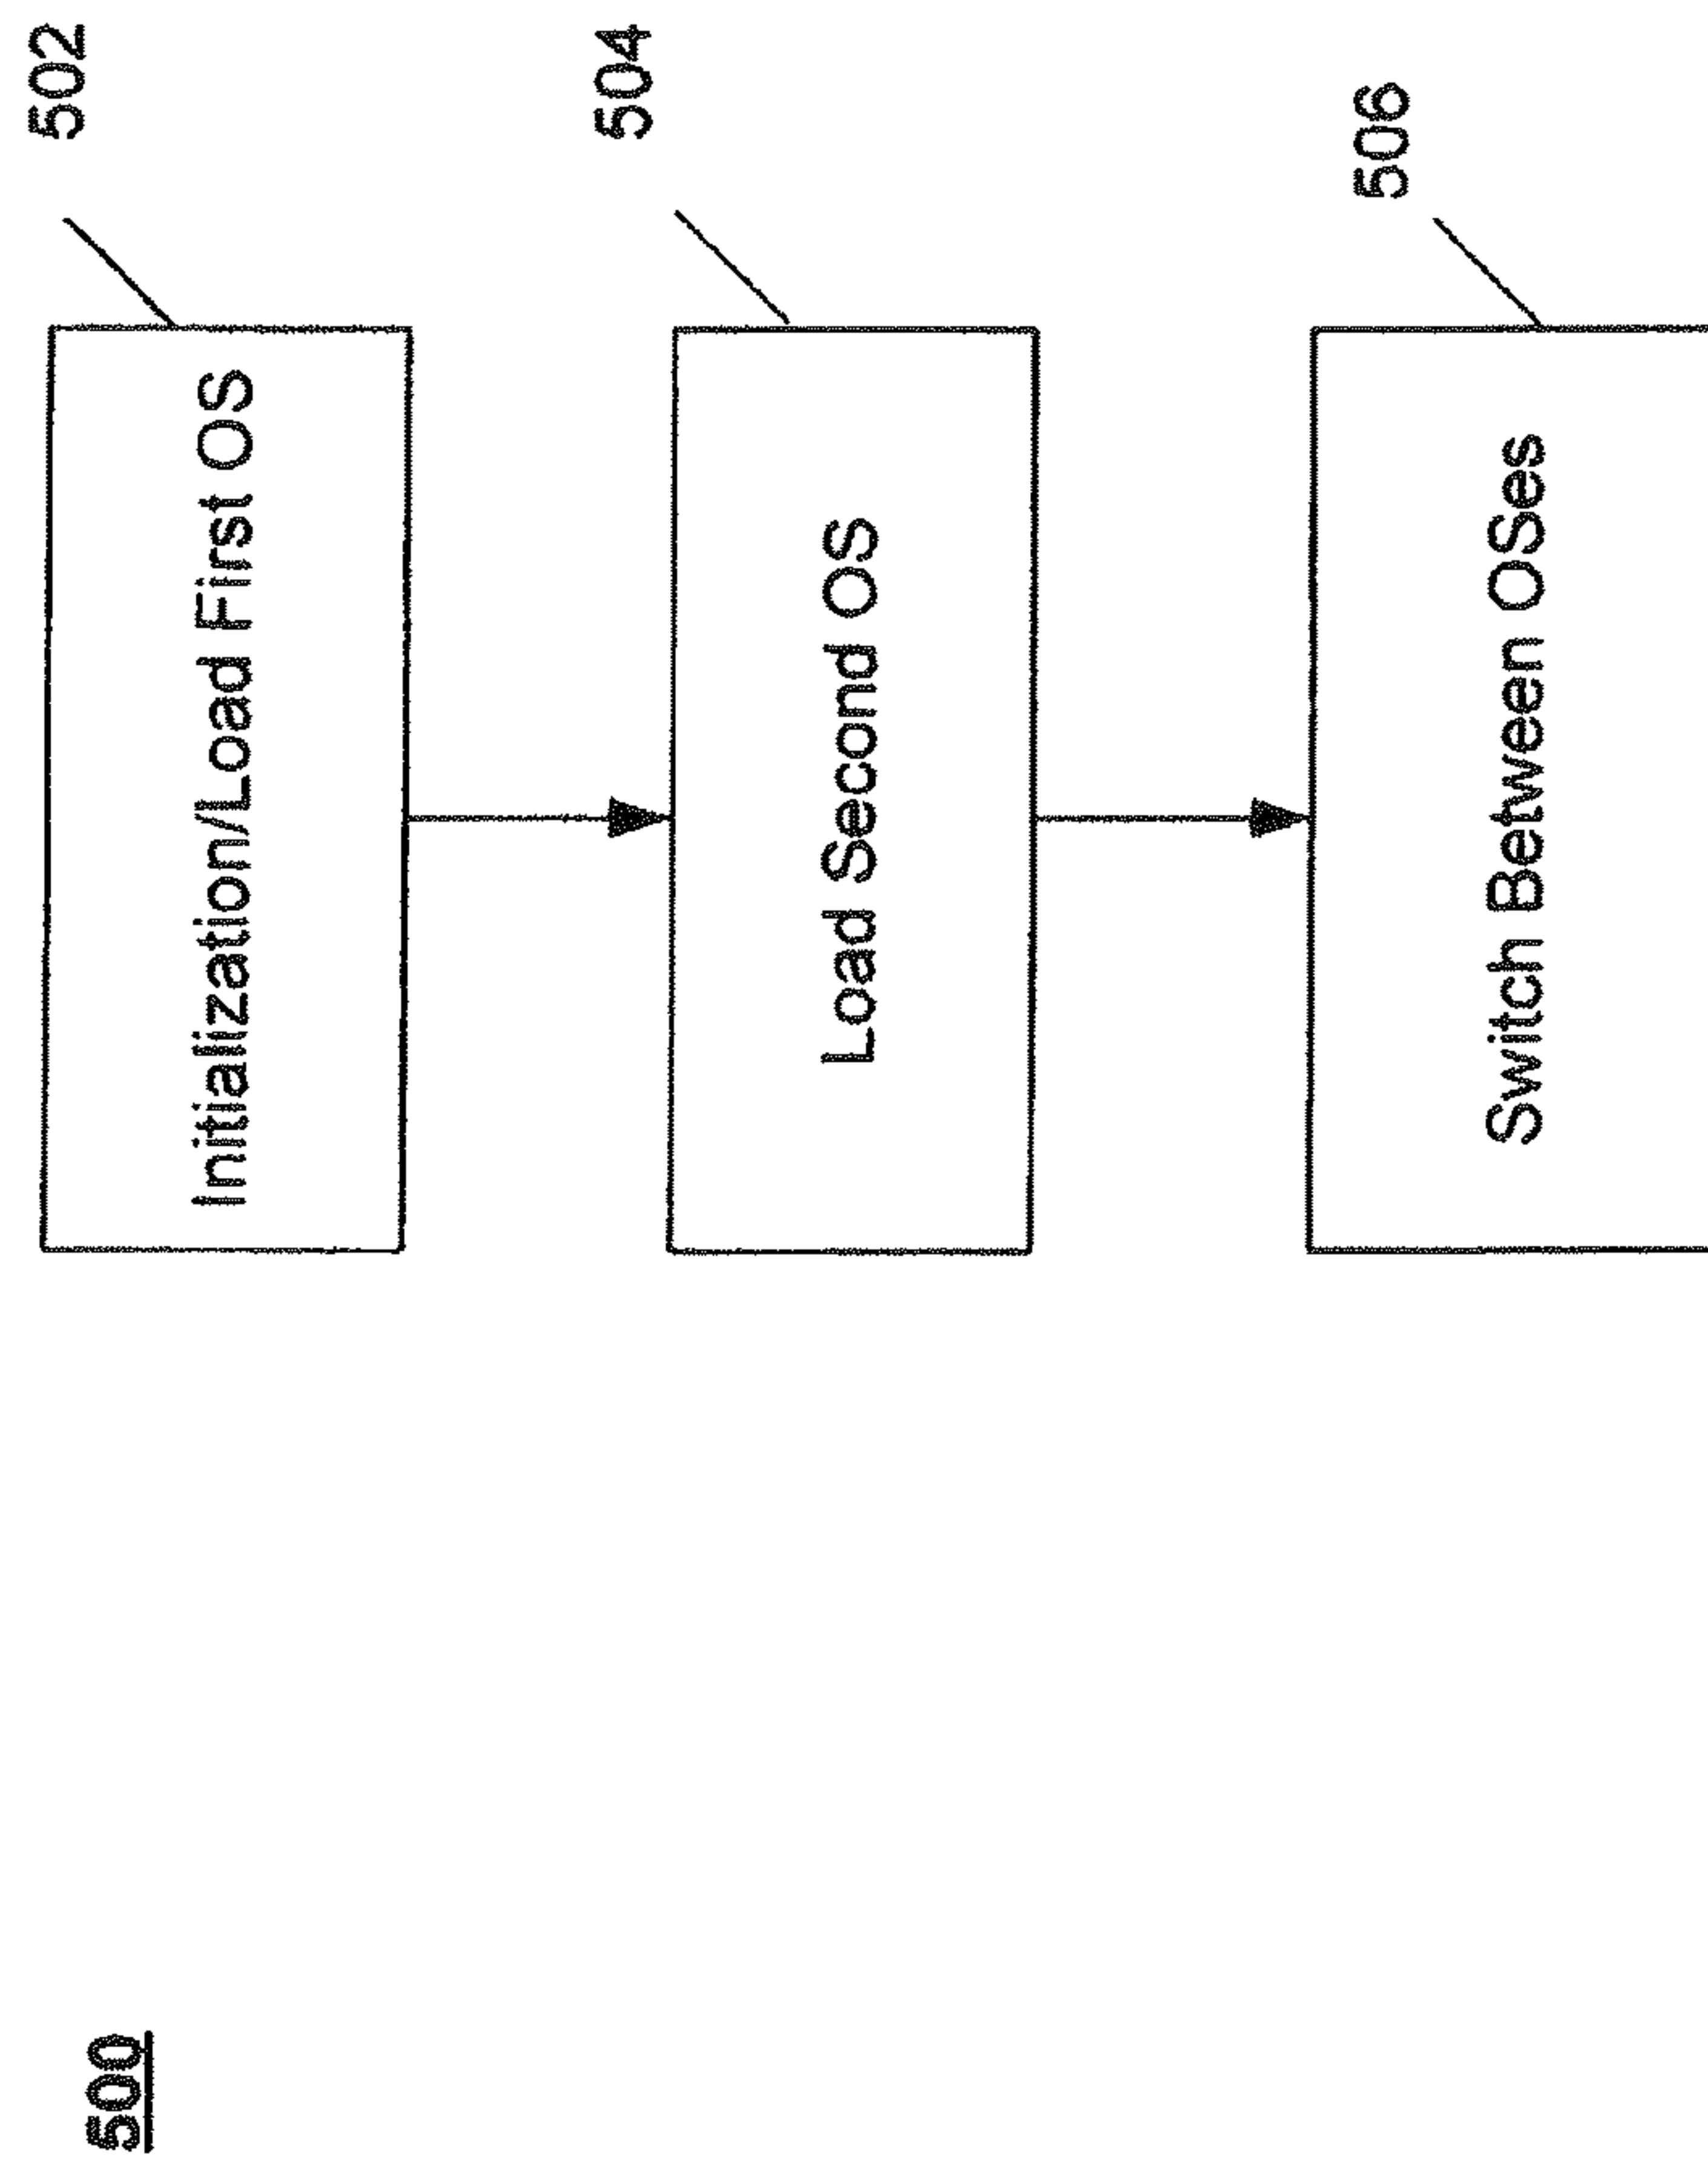 500
502
Initialization/Load First OS
504
Load Second OS
506
Switch Between OSes